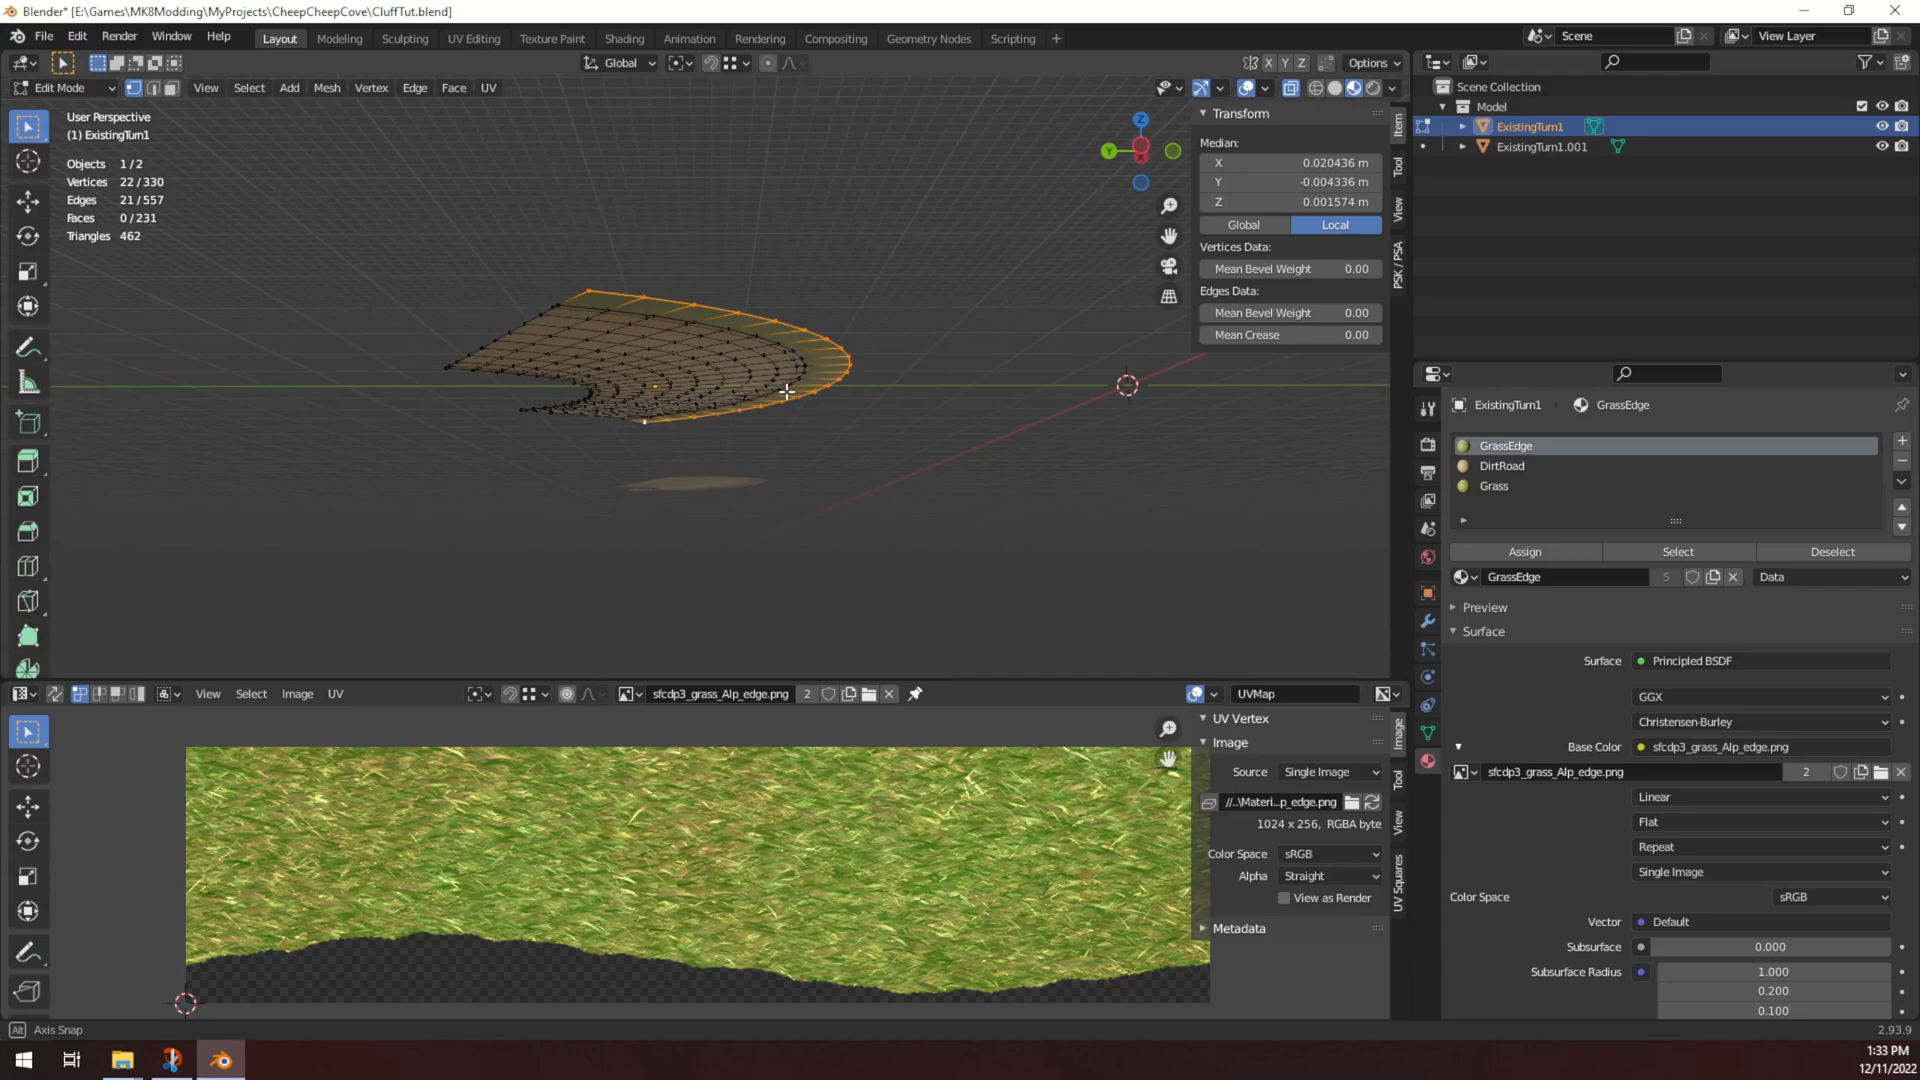 Blender* [E:\Games\MK8Modding\MyProjects\CheepCheepCove\CluffTut.blend]
File Edit Render Window Help Layout Modeling Sculpting UV Editing Texture Paint Shading Animation Rendering Compositing Geometry Nodes Scripting + Scene View Layer
Global X Y Z Options
Edit Mode View Select Add Mesh Vertex Edge Face UV
User Perspective
(1) ExistingTurn1
Objects 1 / 2
Vertices 22 / 330
Edges 21 / 557
Faces 0 / 231
Triangles 462
Z
Y
X
Transform
Median:
X 0.020436 m
Y -0.004336 m
Z 0.001574 m
Global Local
Vertices Data:
Mean Bevel Weight 0.00
Edges Data:
Mean Bevel Weight 0.00
Mean Crease 0.00
Item
Tool
View
PSK / PSA
Scene Collection
Model
ExistingTurn1
ExistingTurn1.001
ExistingTurn1 GrassEdge
GrassEdge
DirtRoad
Grass
Assign Select Deselect
GrassEdge 5 Data
Preview
Surface
Surface Principled BSDF
GGX
Christensen-Burley
Base Color sfcdp3_grass_Alp_edge.png
sfcdp3_grass_Alp_edge.png 2
Linear
Flat
Repeat
Single Image
Color Space sRGB
Vector Default
Subsurface 0.000
Subsurface Radius 1.000
0.200
0.100
View Select Image UV sfcdp3_grass_Alp_edge.png 2 UVMap
UV Vertex
Image
Source Single Image
//..\Materi...p_edge.png
1024 x 256, RGBA byte
Color Space sRGB
Alpha Straight
View as Render
Metadata
Image
Tool
View
UV Squares
Alt Axis Snap
2.93.9
1:33 PM
12/11/2022